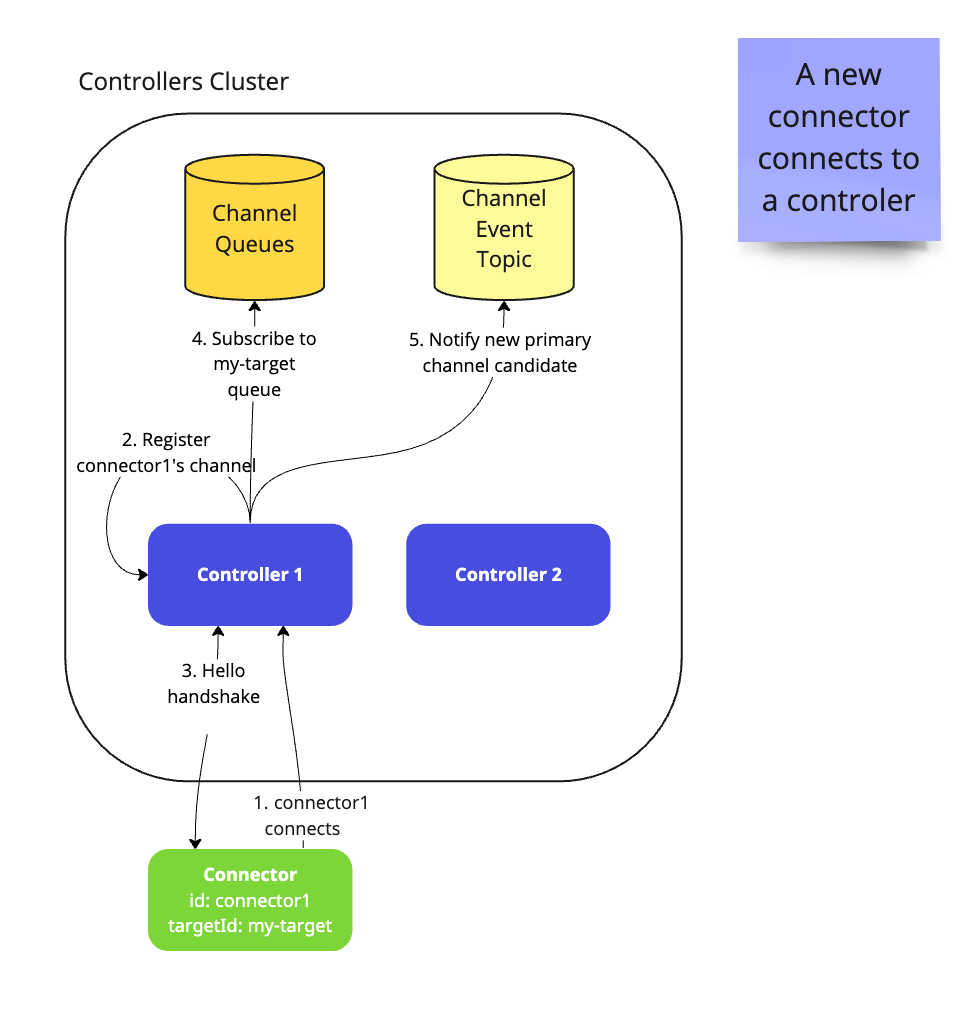 Controllers Cluster
A new
connector
connects to
a controler
Channel
Queues
Channel
Event
Topic
4. Subscribe to
my-target
queue
5. Notify new primary
channel candidate
2. Register
connector1's channel
Controller 1
Controller 2
3. Hello
handshake
1. connector1
connects
Connector
id: connector1
targetId: my-target